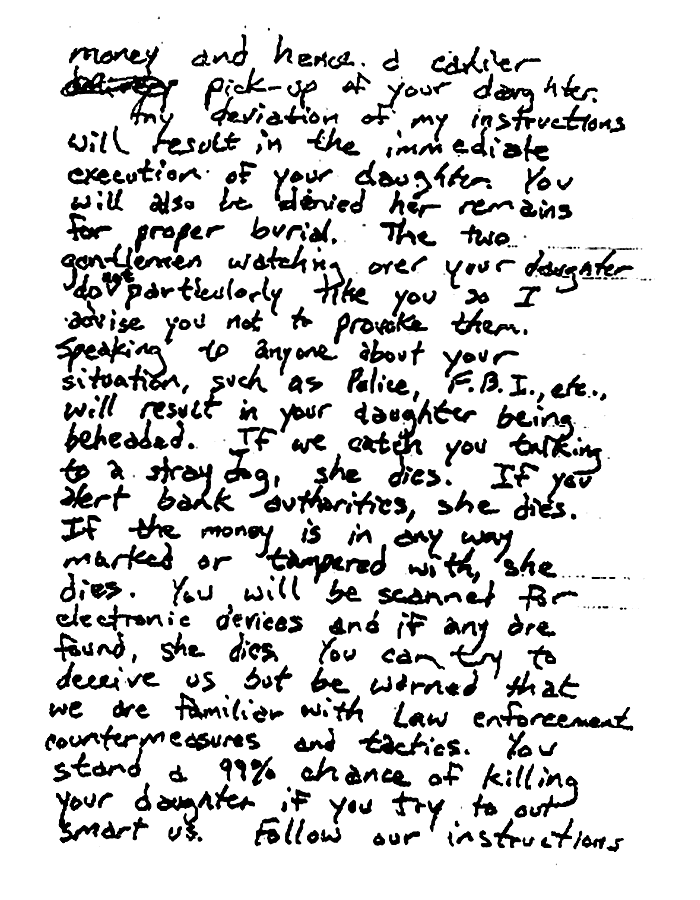 money and hence a earlier
delivery pick-up of your daughter.
Any deviation of my instructions
will result in the immediate
execution of your daughter. You
will also be denied her remains
for proper burial. The two
gentlemen watching over your daughter
do not particularly like you so I
advise you not to provoke them.
Speaking to anyone about your
situation, such as Police, F.B.I., etc.,
will result in your daughter being
beheaded. If we catch you talking
to a stray dog, she dies. If you
alert bank authorities, she dies.
If the money is in any way
marked or tampered with, she
dies. You will be scanned for
electronic devices and if any are
found, she dies. You can try to
deceive us but be warned that
we are familiar with Law enforcement
countermeasures and tactics. You
stand a 99% chance of killing
your daughter if you try to out
smart us. Follow our instructions